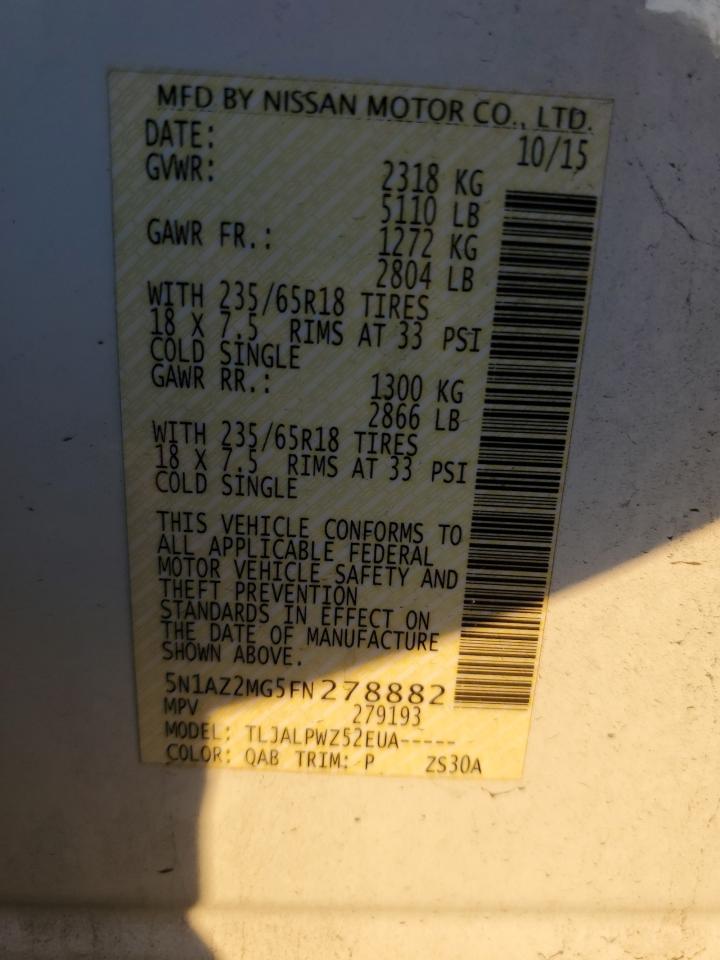 MFD BY NISSAN MOTOR CO., LTD.
DATE: 10/15
GVWR: 2318 KG
5110 LB
GAWR FR.: 1272 KG
2804 LB
WITH 235/65R18 TIRES
18 X 7.5 RIMS AT 33 PSI
COLD SINGLE
GAWR RR.: 1300 KG
2866 LB
WITH 235/65R18 TIRES
18 X 7.5 RIMS AT 33 PSI
COLD SINGLE
THIS VEHICLE CONFORMS TO
ALL APPLICABLE FEDERAL
MOTOR VEHICLE SAFETY AND
THEFT PREVENTION
STANDARDS IN EFFECT ON
THE DATE OF MANUFACTURE
SHOWN ABOVE.
5N1AZ2MG5FN278882
MPV 279193
MODEL: TLJALPWZ52EUA-----
COLOR: QAB TRIM: P ZS30A